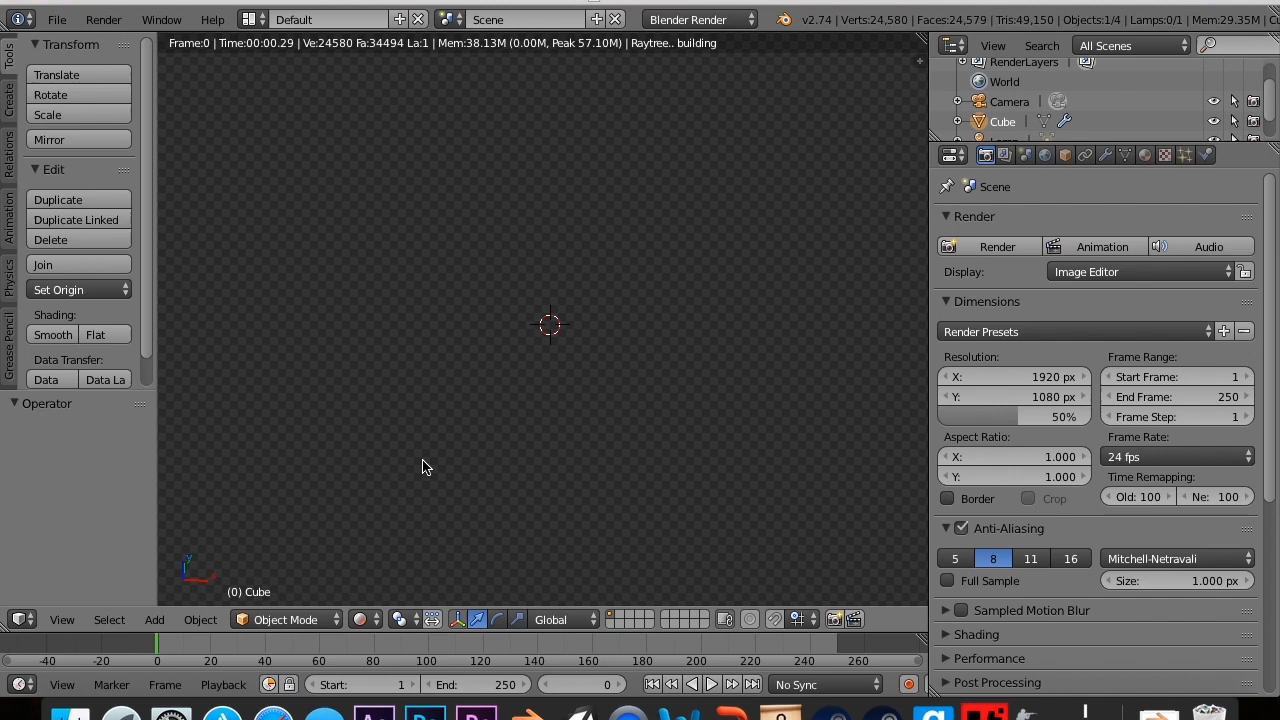 File Render Window Help Default Scene Blender Render v2.74 | Verts:24,580 | Faces:24,579 | Tris:49,150 | Objects:1/4 | Lamps:0/1 | Mem:29.35M
Frame:0 | Time:00:00.29 | Ve:24580 Fa:34494 La:1 | Mem:38.13M (0.00M, Peak 57.10M) | Raytree.. building
Tools
Create
Relations
Animation
Physics
Grease Pencil
Transform
Translate
Rotate
Scale
Mirror
Edit
Duplicate
Duplicate Linked
Delete
Join
Set Origin
Shading:
Smooth Flat
Data Transfer:
Data Data La
Operator
y
x
(0) Cube
View Select Add Object Object Mode Global
-40 -20 0 20 40 60 80 100 120 140 160 180 200 220 240 260
View Marker Frame Playback Start: 1 End: 250 0 No Sync
View Search All Scenes
RenderLayers |
World
Camera |
Cube |
Scene
Render
Render Animation Audio
Display: Image Editor
Dimensions
Render Presets
Resolution: Frame Range:
X: 1920 px Start Frame: 1
Y: 1080 px End Frame: 250
50% Frame Step: 1
Aspect Ratio: Frame Rate:
X: 1.000 24 fps
Y: 1.000 Time Remapping:
Border Crop Old: 100 Ne: 100
Anti-Aliasing
5 8 11 16 Mitchell-Netravali
Full Sample Size: 1.000 px
Sampled Motion Blur
Shading
Performance
Post Processing